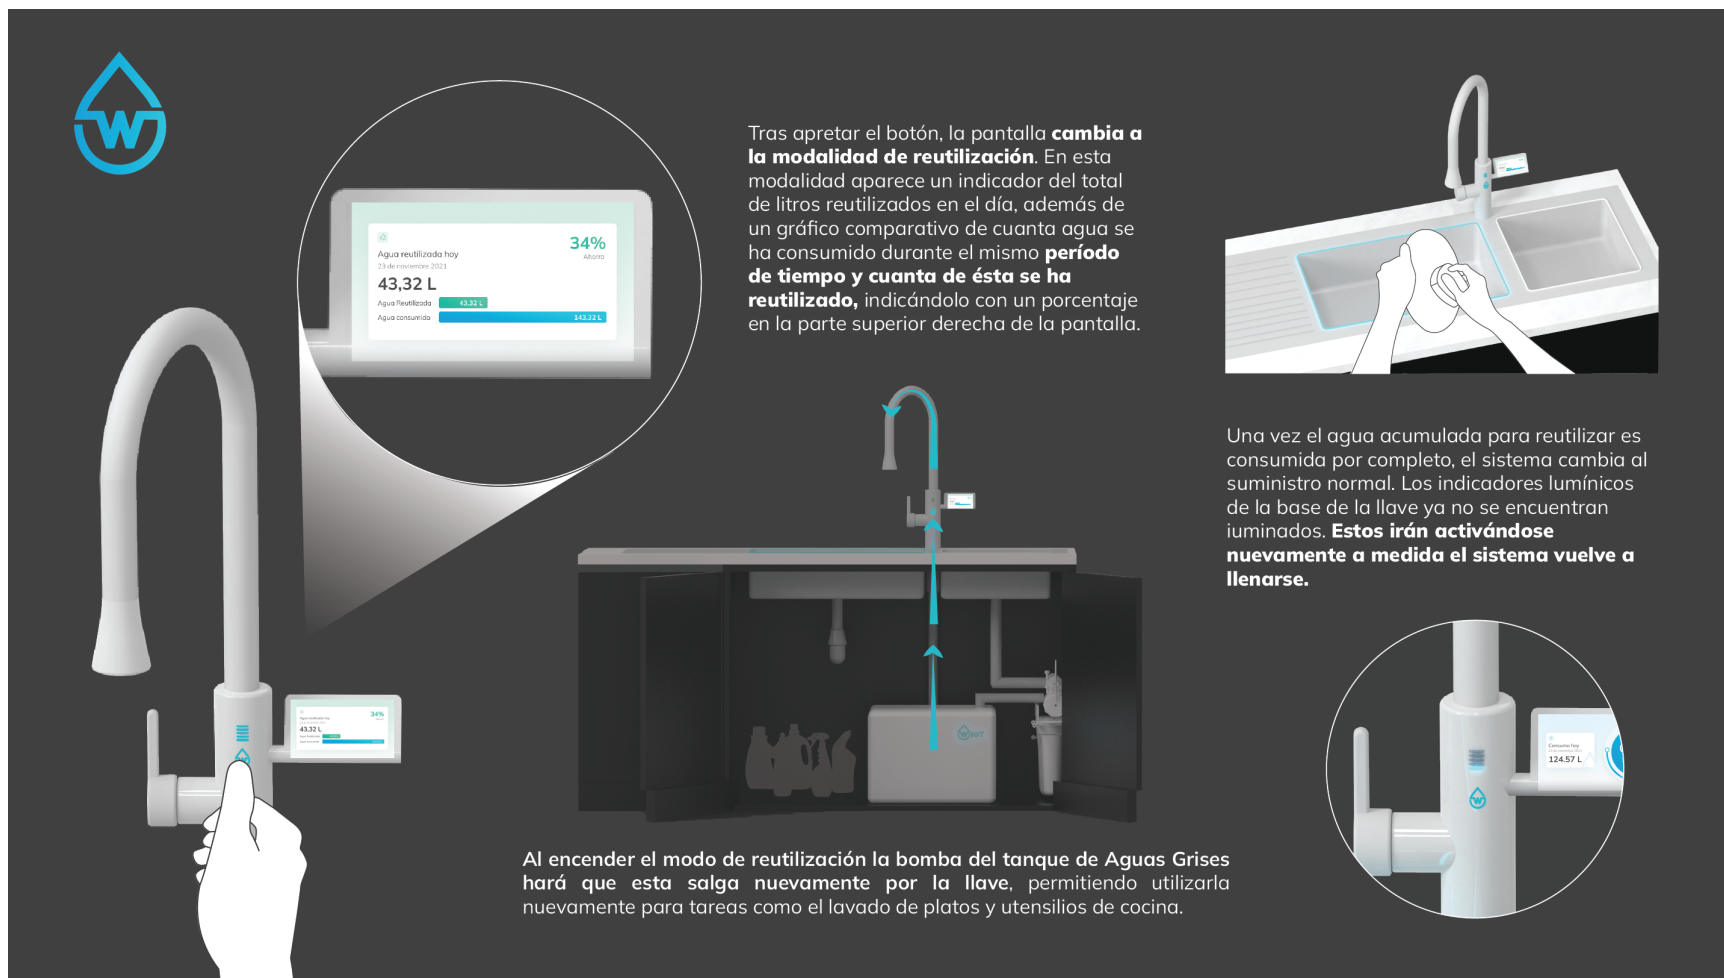 W
Agua reutilizada hoy
23 de noviembre 2021
43,32 L
34%
Ahorro
Agua Reutilizada 43,32 L
Agua consumida 143.32 L
Tras apretar el botón, la pantalla cambia a
la modalidad de reutilización. En esta
modalidad aparece un indicador del total
de litros reutilizados en el día, además de
un gráfico comparativo de cuanta agua se
ha consumido durante el mismo período
de tiempo y cuanta de ésta se ha
reutilizado, indicándolo con un porcentaje
en la parte superior derecha de la pantalla.
Una vez el agua acumulada para reutilizar es
consumida por completo, el sistema cambia al
suministro normal. Los indicadores lumínicos
de la base de la llave ya no se encuentran
iuminados. Estos irán activándose
nuevamente a medida el sistema vuelve a
llenarse.
34%
43,32 L
Consumo hoy
124.57 L
W
Al encender el modo de reutilización la bomba del tanque de Aguas Grises
hará que esta salga nuevamente por la llave, permitiendo utilizarla
nuevamente para tareas como el lavado de platos y utensilios de cocina.